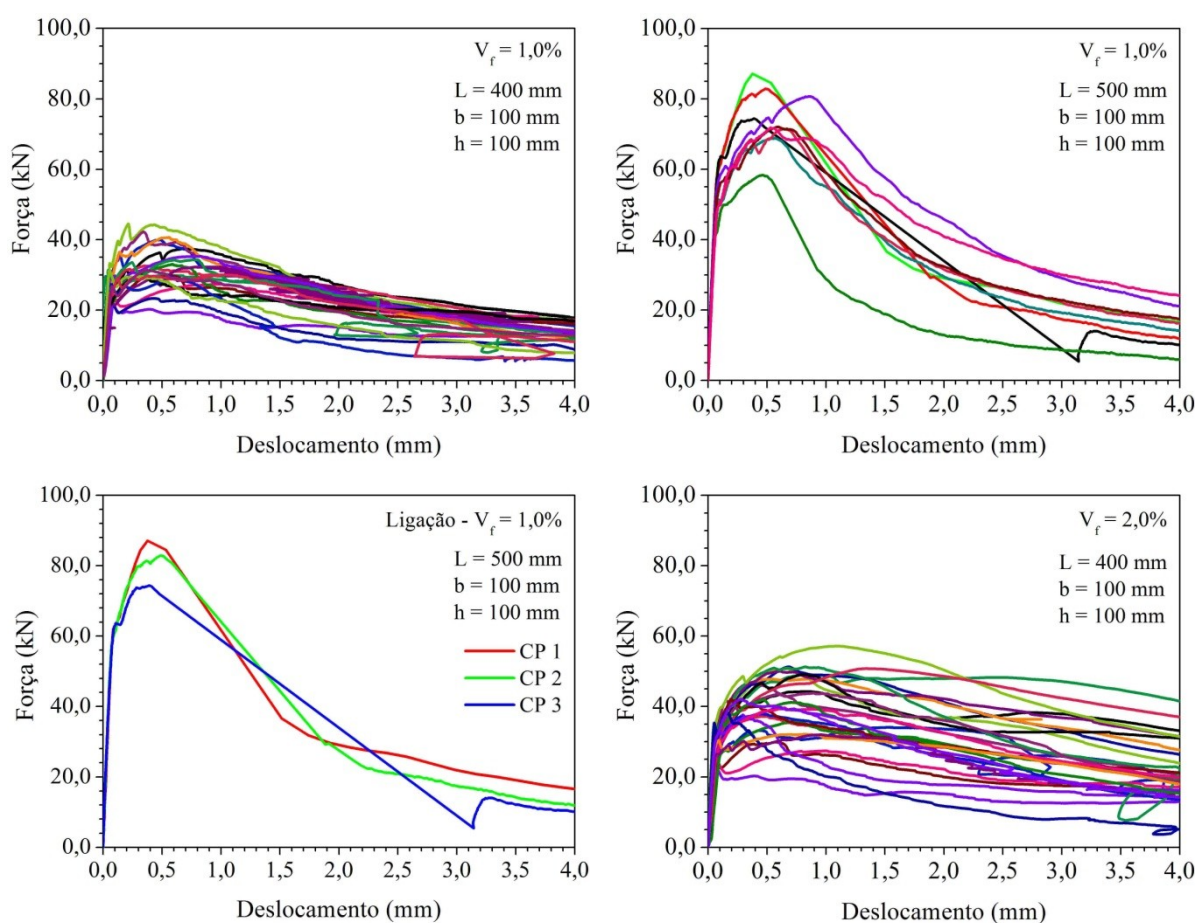 100,0
80,0
60,0
40,0
20,0
0,0
Força (kN)
V_f = 1,0%
L = 400 mm
b = 100 mm
h = 100 mm
0,0 0,5 1,0 1,5 2,0 2,5 3,0 3,5 4,0
Deslocamento (mm)
100,0
80,0
60,0
40,0
20,0
0,0
Força (kN)
V_f = 1,0%
L = 500 mm
b = 100 mm
h = 100 mm
0,0 0,5 1,0 1,5 2,0 2,5 3,0 3,5 4,0
Deslocamento (mm)
100,0
80,0
60,0
40,0
20,0
0,0
Força (kN)
Ligação - V_f = 1,0%
L = 500 mm
b = 100 mm
h = 100 mm
CP 1
CP 2
CP 3
0,0 0,5 1,0 1,5 2,0 2,5 3,0 3,5 4,0
Deslocamento (mm)
100,0
80,0
60,0
40,0
20,0
0,0
Força (kN)
V_f = 2,0%
L = 400 mm
b = 100 mm
h = 100 mm
0,0 0,5 1,0 1,5 2,0 2,5 3,0 3,5 4,0
Deslocamento (mm)